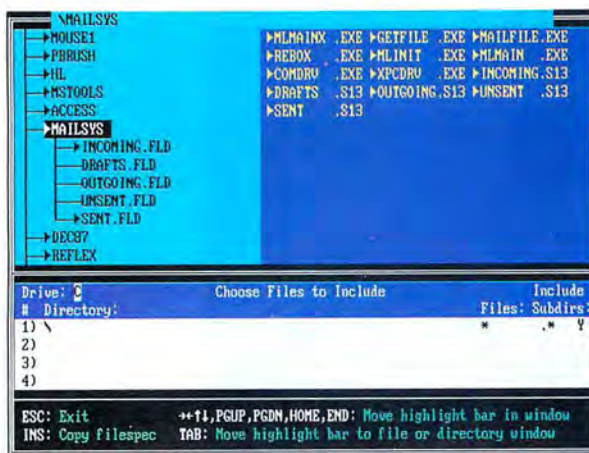 \MAILSYS
MOUSE1
PBRUSH
HL
MSTOOLS
ACCESS
MAILSYS
INCOMING.FLD
DRAFTS.FLD
OUTGOING.FLD
UNSENT.FLD
SENT.FLD
DEC87
REFLEX
MLMAINX .EXE GETFILE .EXE MAILFILE.EXE
REBOX .EXE MLINIT .EXE MLMAIN .EXE
COMDRV .EXE XPCDRV .EXE INCOMING.S13
DRAFTS .S13 OUTGOING.S13 UNSENT .S13
SENT .S13
Drive: C Choose Files to Include Include
# Directory: Files: Subdirs:
1) \ * .* Y
2)
3)
4)
ESC: Exit →←↑↓,PGUP,PGDN,HOME,END: Move highlight bar in window
INS: Copy filespec TAB: Move highlight bar to file or directory window